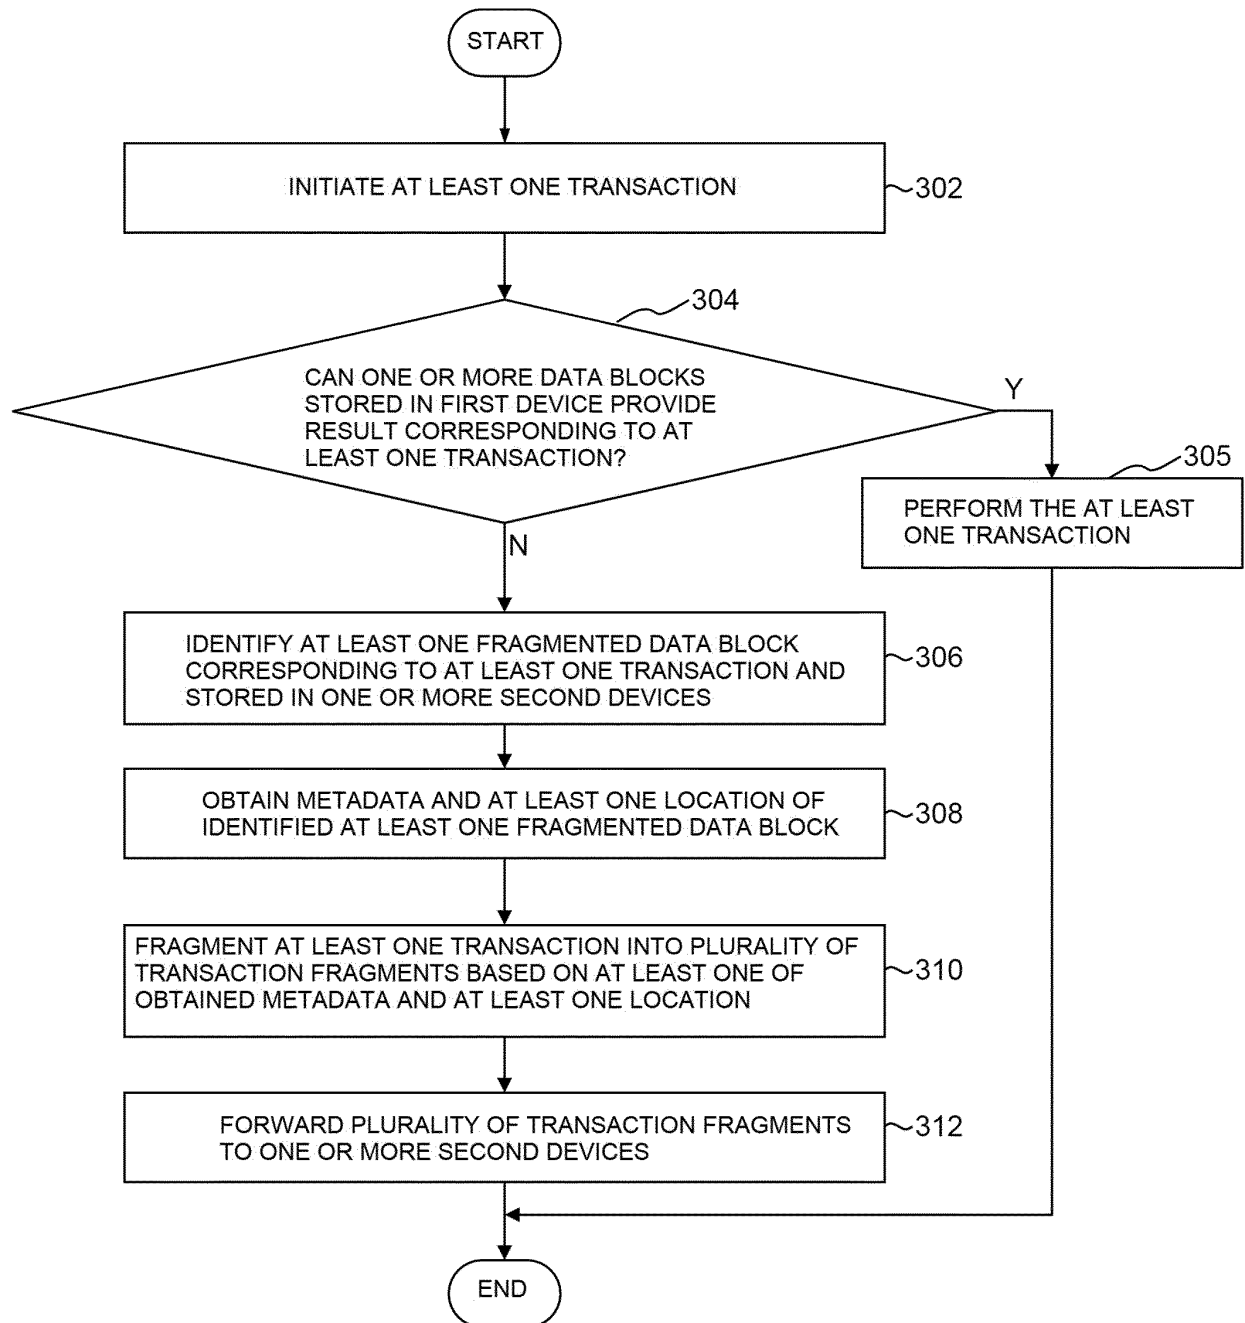 START
INITIATE AT LEAST ONE TRANSACTION
302
304
CAN ONE OR MORE DATA BLOCKS
STORED IN FIRST DEVICE PROVIDE
RESULT CORRESPONDING TO AT
LEAST ONE TRANSACTION?
Y
305
PERFORM THE AT LEAST
ONE TRANSACTION
N
IDENTIFY AT LEAST ONE FRAGMENTED DATA BLOCK
CORRESPONDING TO AT LEAST ONE TRANSACTION AND
STORED IN ONE OR MORE SECOND DEVICES
306
OBTAIN METADATA AND AT LEAST ONE LOCATION OF
IDENTIFIED AT LEAST ONE FRAGMENTED DATA BLOCK
308
FRAGMENT AT LEAST ONE TRANSACTION INTO PLURALITY OF
TRANSACTION FRAGMENTS BASED ON AT LEAST ONE OF
OBTAINED METADATA AND AT LEAST ONE LOCATION
310
FORWARD PLURALITY OF TRANSACTION FRAGMENTS
TO ONE OR MORE SECOND DEVICES
312
END